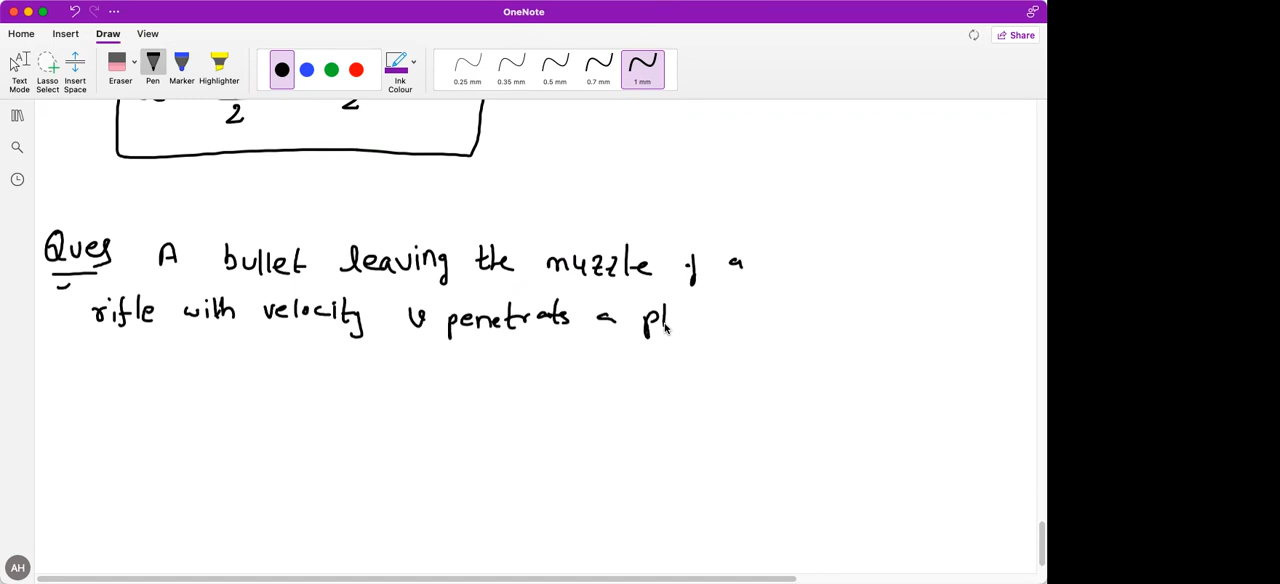 OneNote
Home Insert Draw View
Share
Text Mode
Lasso Select
Insert Space
Eraser
Pen
Marker
Highlighter
Ink Colour
0.25 mm
0.35 mm
0.5 mm
0.7 mm
1 mm
2 2
Ques A bullet leaving the muzzle of a
rifle with velocity v penetrats a pl
AH